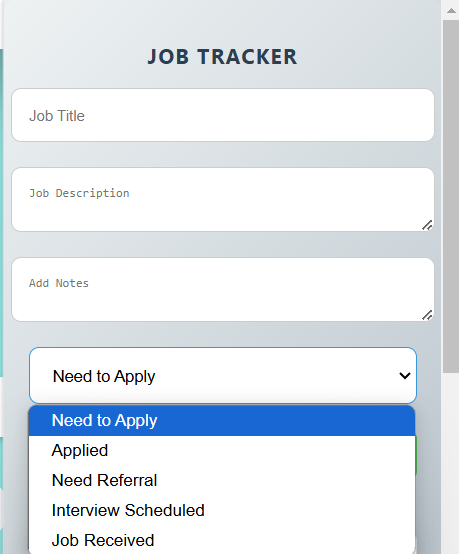 JOB TRACKER
Job Title
Job Description
Add Notes
Need to Apply
Need to Apply
Applied
Need Referral
Interview Scheduled
Job Received